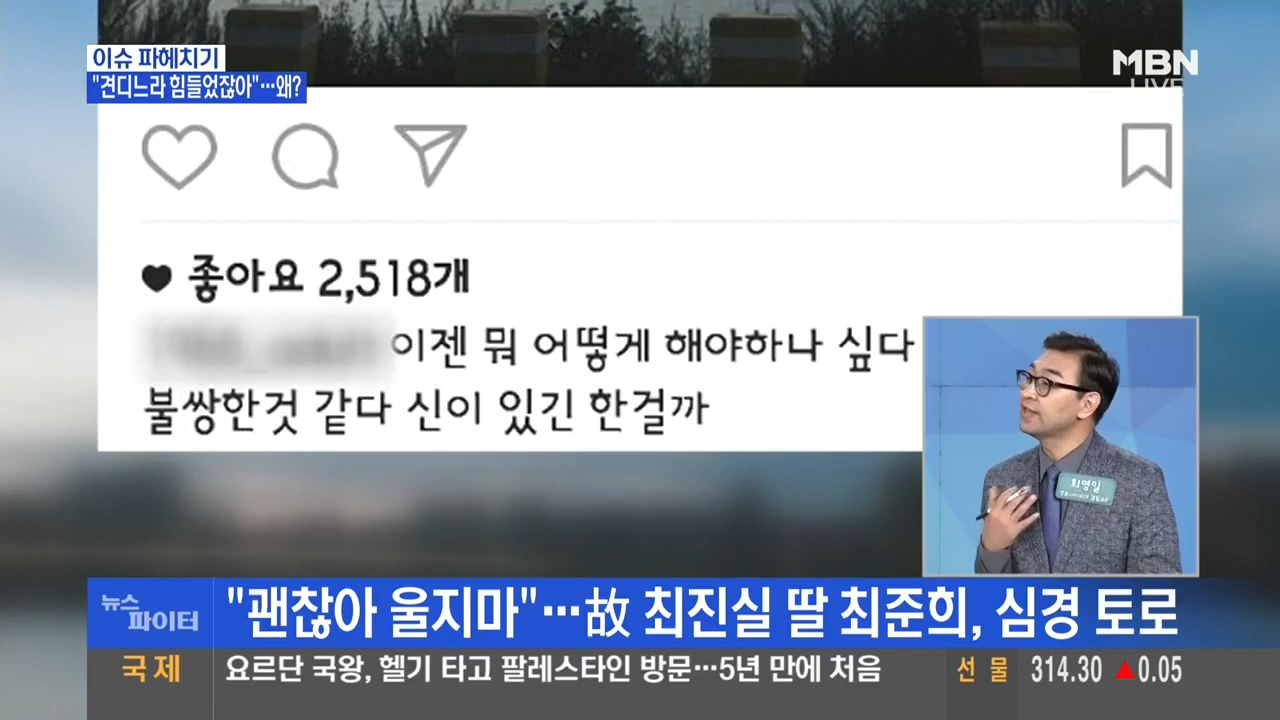 이슈 파헤치기
"견디느라 힘들었잖아"…왜?
MBN
LIVE
좋아요 2,518개
이젠 뭐 어떻게 해야하나 싶다
불쌍한것 같다 신이 있긴 한걸까
최영일
뉴스
파이터
"괜찮아 울지마"…故 최진실 딸 최준희, 심경 토로
국제
요르단 국왕, 헬기 타고 팔레스타인 방문…5년 만에 처음
선물
314.30 ▲0.05